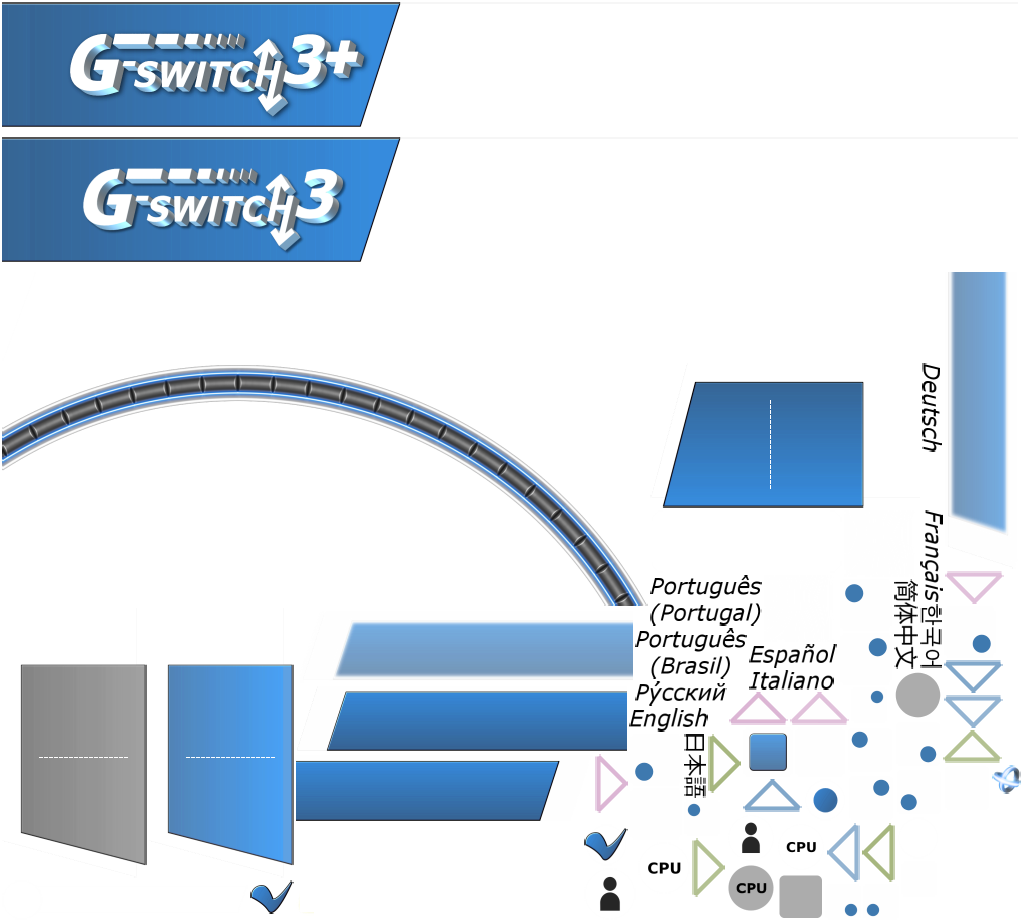 G-SWITCH 3+
G-SWITCH 3
Deutsch
Français
한국어
简体中文
Português
(Portugal)
Português
(Brasil)
Español
Italiano
Рýсский
English
日本語
CPU
CPU
CPU